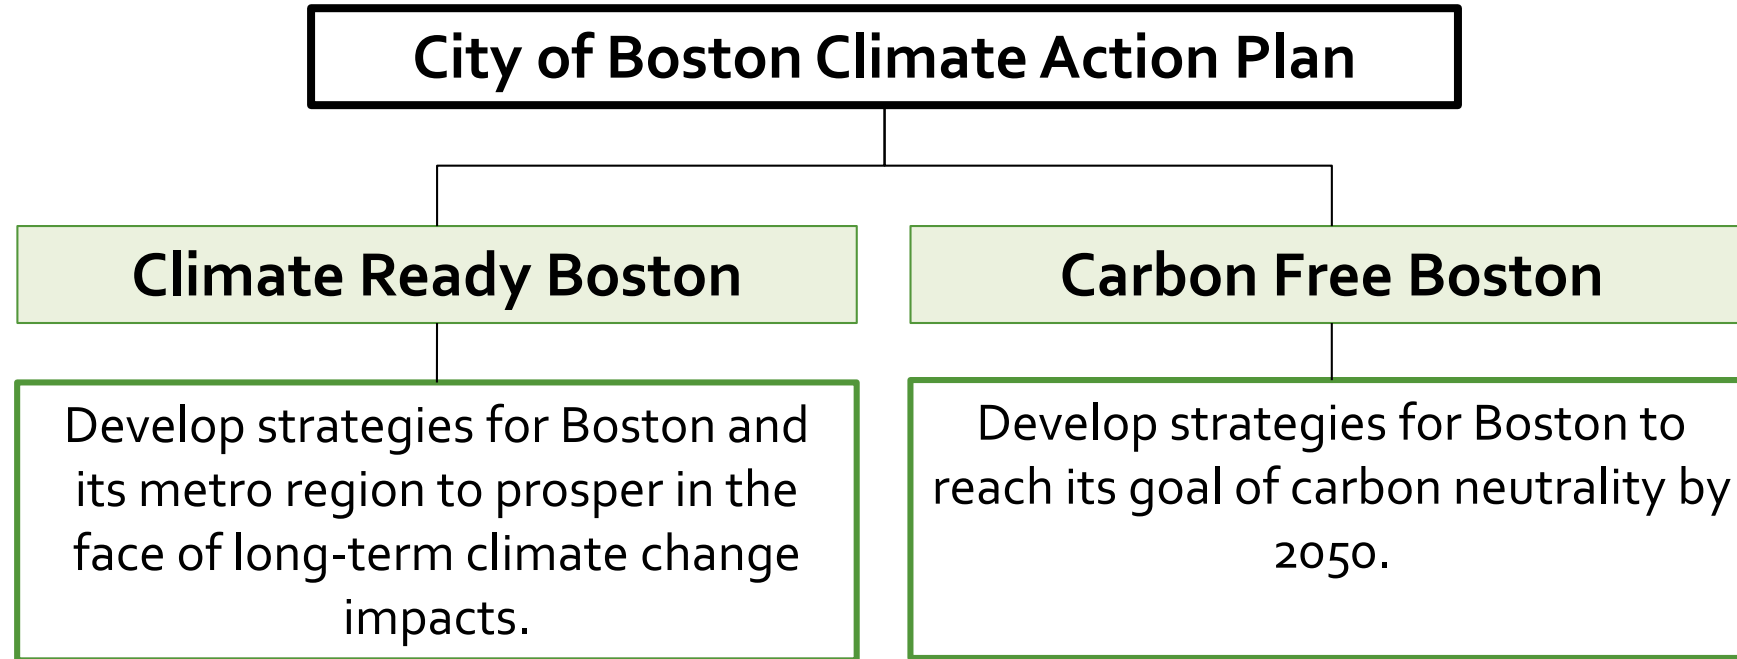 City of Boston Climate Action Plan
Climate Ready Boston
Carbon Free Boston
Develop strategies for Boston and
its metro region to prosper in the
face of long-term climate change
impacts.
Develop strategies for Boston to
reach its goal of carbon neutrality by
2050.